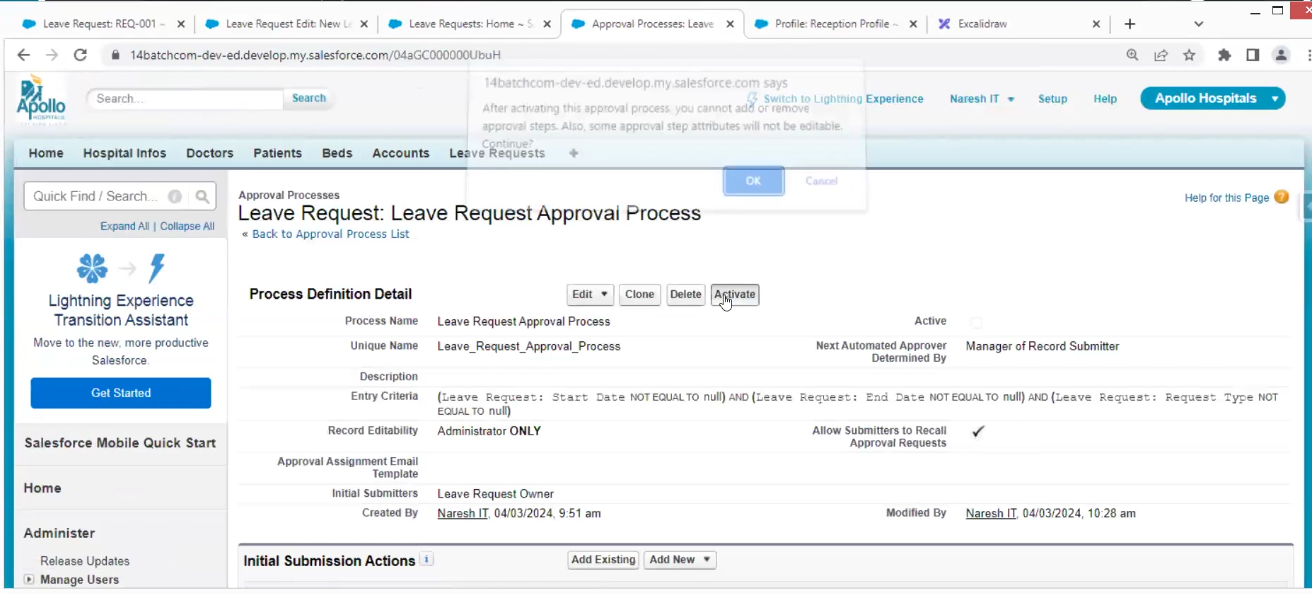 Leave Request: REQ-001 ~
Leave Request Edit: New Le
Leave Requests: Home ~ S
Approval Processes: Leave
Profile: Reception Profile ~
Excalidraw
14batchcom-dev-ed.develop.my.salesforce.com/04aGC000000UbuH
14batchcom-dev-ed.develop.my.salesforce.com says
After activating this approval process, you cannot add or remove
approval steps. Also, some approval step attributes will not be editable.
Continue?
OK
Cancel
Apollo
HOSPITALS
Search...
Search
Switch to Lightning Experience
Naresh IT
Setup
Help
Apollo Hospitals
Home
Hospital Infos
Doctors
Patients
Beds
Accounts
Leave Requests
Quick Find / Search...
Expand All | Collapse All
Lightning Experience
Transition Assistant
Move to the new, more productive
Salesforce.
Get Started
Salesforce Mobile Quick Start
Home
Administer
Release Updates
Manage Users
Approval Processes
Leave Request: Leave Request Approval Process
« Back to Approval Process List
Help for this Page
Process Definition Detail
Edit
Clone
Delete
Activate
Process Name
Leave Request Approval Process
Active
Unique Name
Leave_Request_Approval_Process
Next Automated Approver
Determined By
Manager of Record Submitter
Description
Entry Criteria
(Leave Request: Start Date NOT EQUAL TO null) AND (Leave Request: End Date NOT EQUAL TO null) AND (Leave Request: Request Type NOT
EQUAL TO null)
Record Editability
Administrator ONLY
Allow Submitters to Recall
Approval Requests
Approval Assignment Email
Template
Initial Submitters
Leave Request Owner
Created By
Naresh IT, 04/03/2024, 9:51 am
Modified By
Naresh IT, 04/03/2024, 10:28 am
Initial Submission Actions
Add Existing
Add New